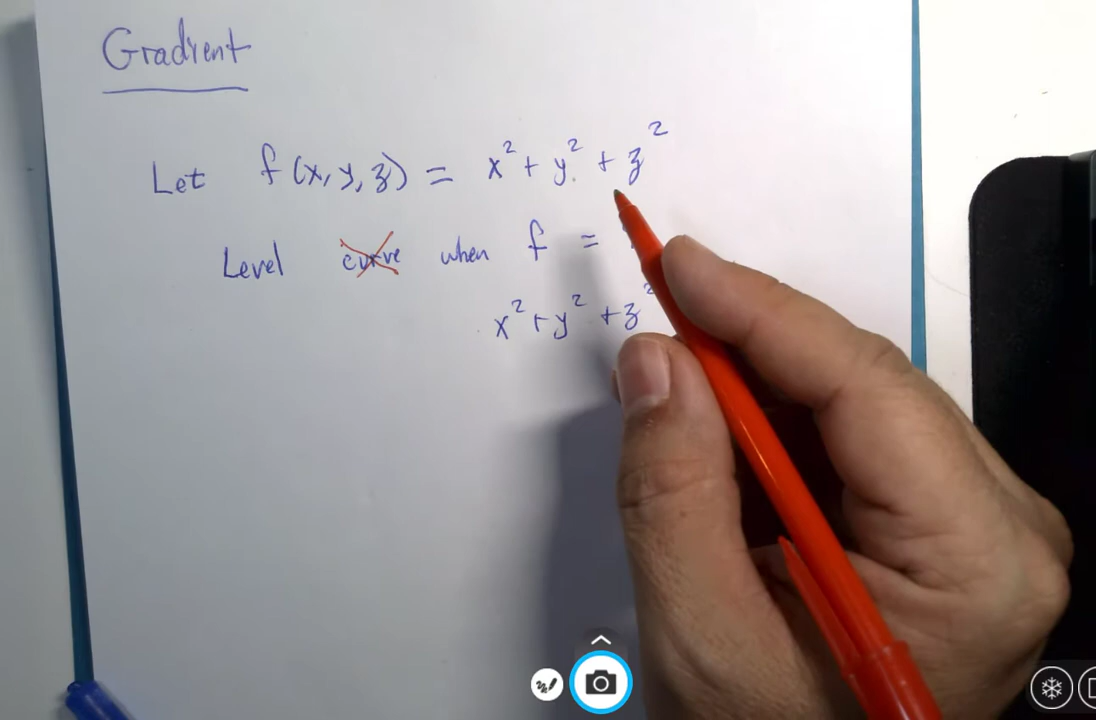 Gradient
Let f(x, y, z) = x² + y² + z²
Level curve when f =
x² + y² + z²